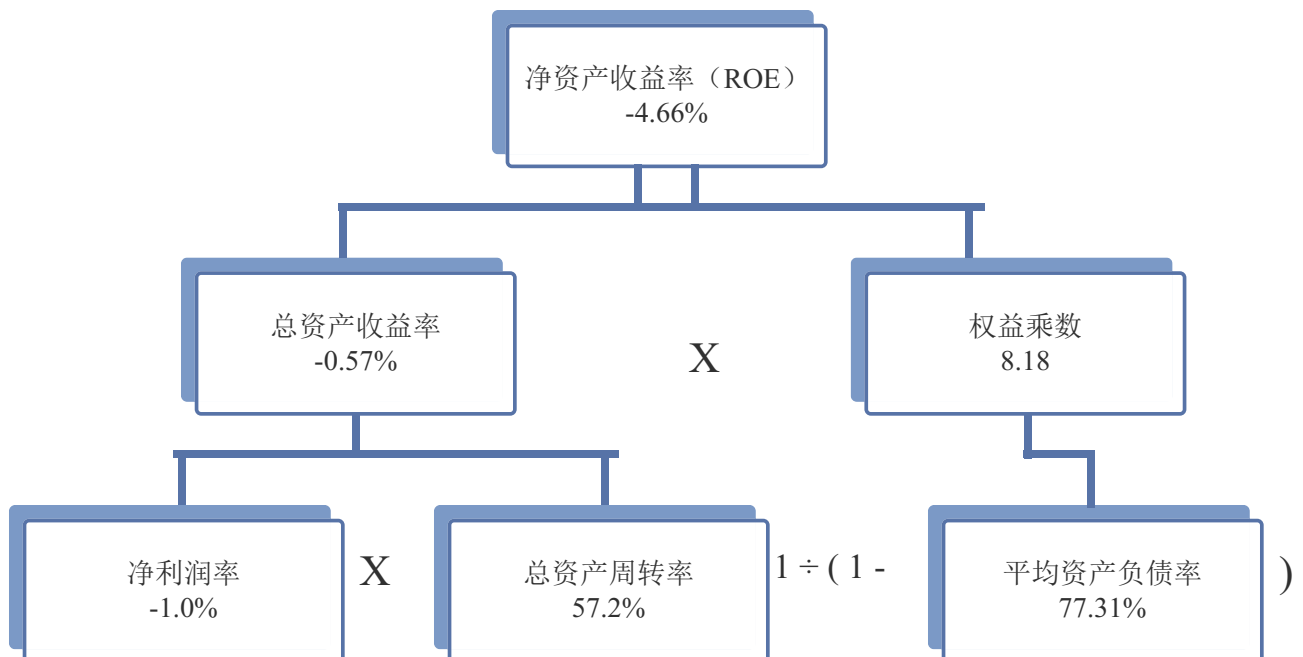 净资产收益率（ROE）
-4.66%
总资产收益率
-0.57%
X
权益乘数
8.18
净利润率
-1.0%
X
总资产周转率
57.2%
1 ÷ ( 1 -
平均资产负债率
77.31%
)